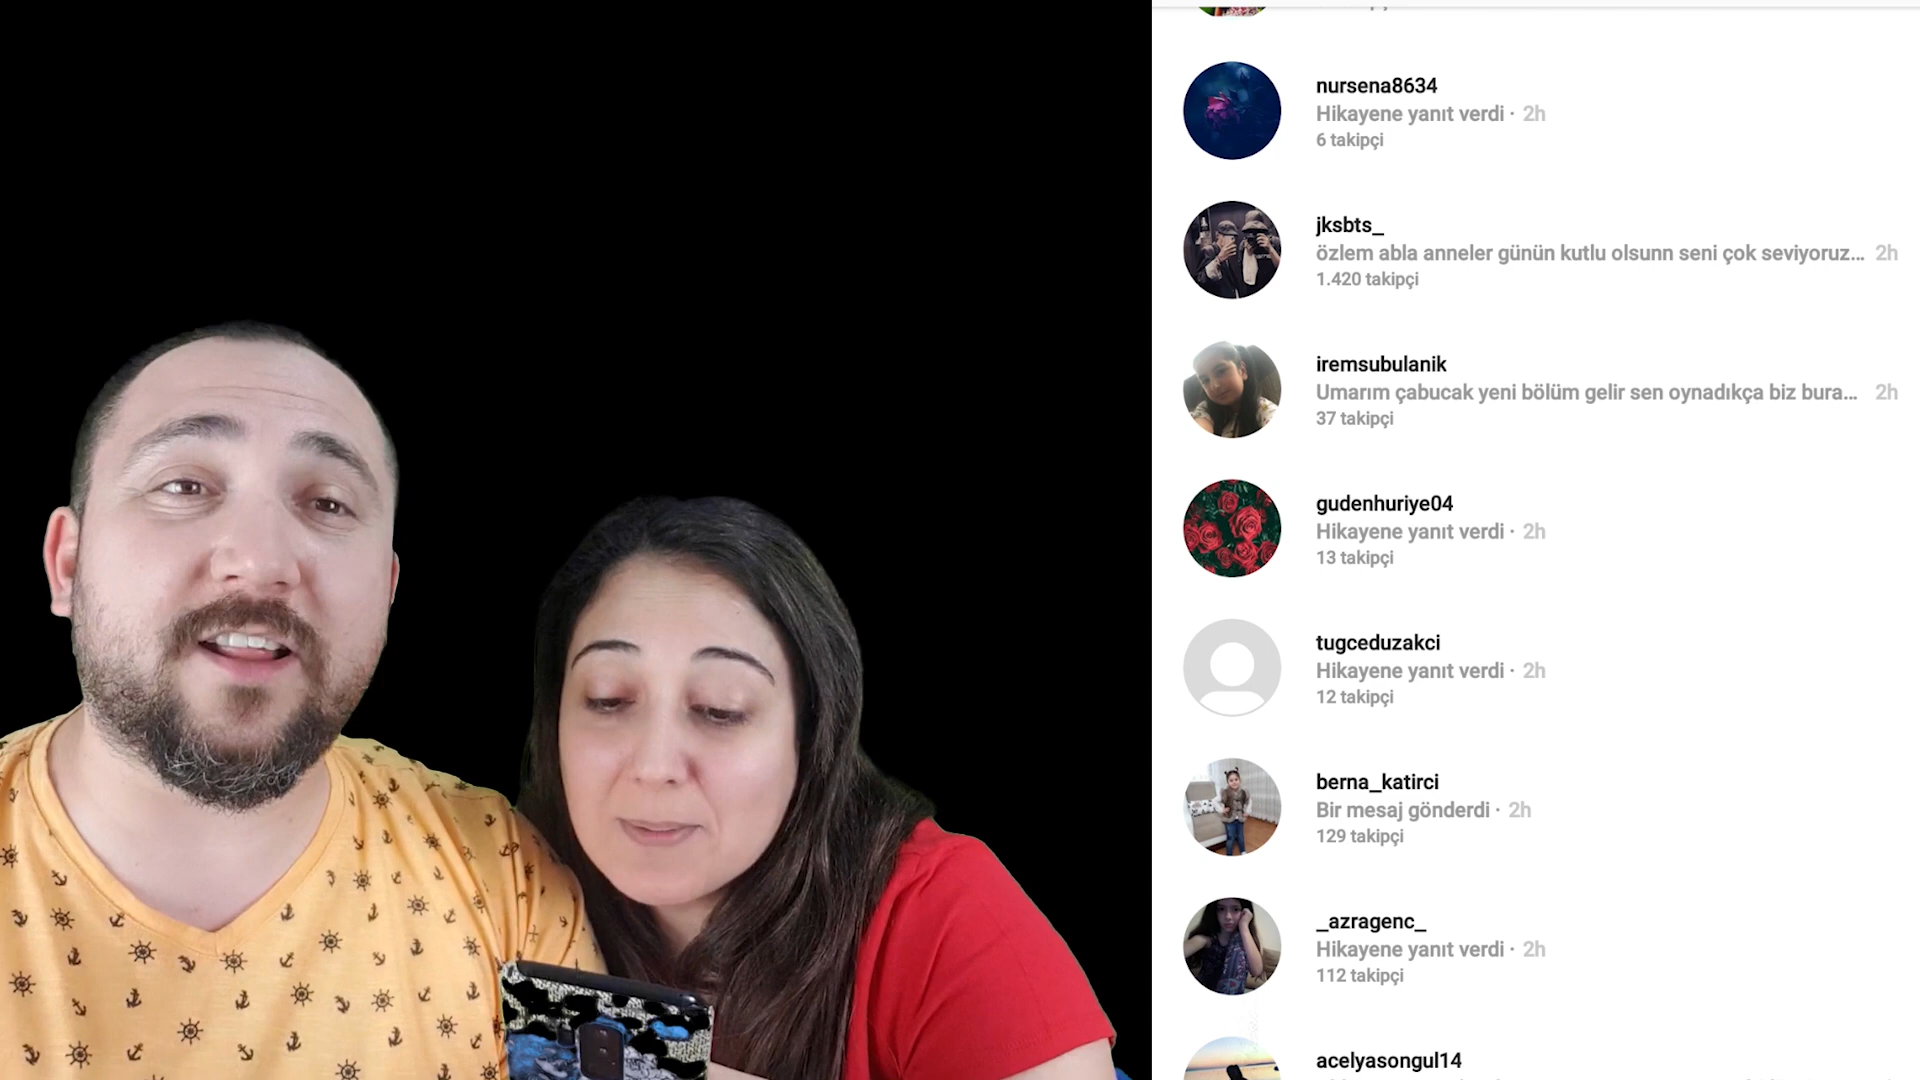 nursena8634
Hikayene yanıt verdi · 2h
6 takipçi
jksbts_
özlem abla anneler günün kutlu olsunn seni çok seviyoruz... 2h
1.420 takipçi
iremsubulanik
Umarım çabucak yeni bölüm gelir sen oynadıkça biz bura... 2h
37 takipçi
gudenhuriye04
Hikayene yanıt verdi · 2h
13 takipçi
tugceduzakci
Hikayene yanıt verdi · 2h
12 takipçi
berna_katirci
Bir mesaj gönderdi · 2h
129 takipçi
_azragenc_
Hikayene yanıt verdi · 2h
112 takipçi
acelyasongul14